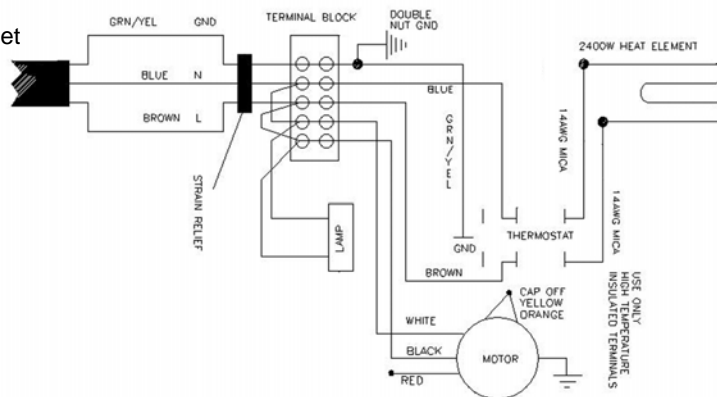 et
GRN/YEL GND
BLUE N
BROWN L
STRAIN RELIEF
TERMINAL BLOCK
DOUBLE
NUT GND
BLUE
GRN/YEL
GND
BROWN
LAMP
2400W HEAT ELEMENT
14AWG MICA
14AWG MICA
THERMOSTAT
USE ONLY
HIGH TEMPERATURE
INSULATED TERMINALS
CAP OFF
YELLOW
ORANGE
WHITE
BLACK
RED
MOTOR